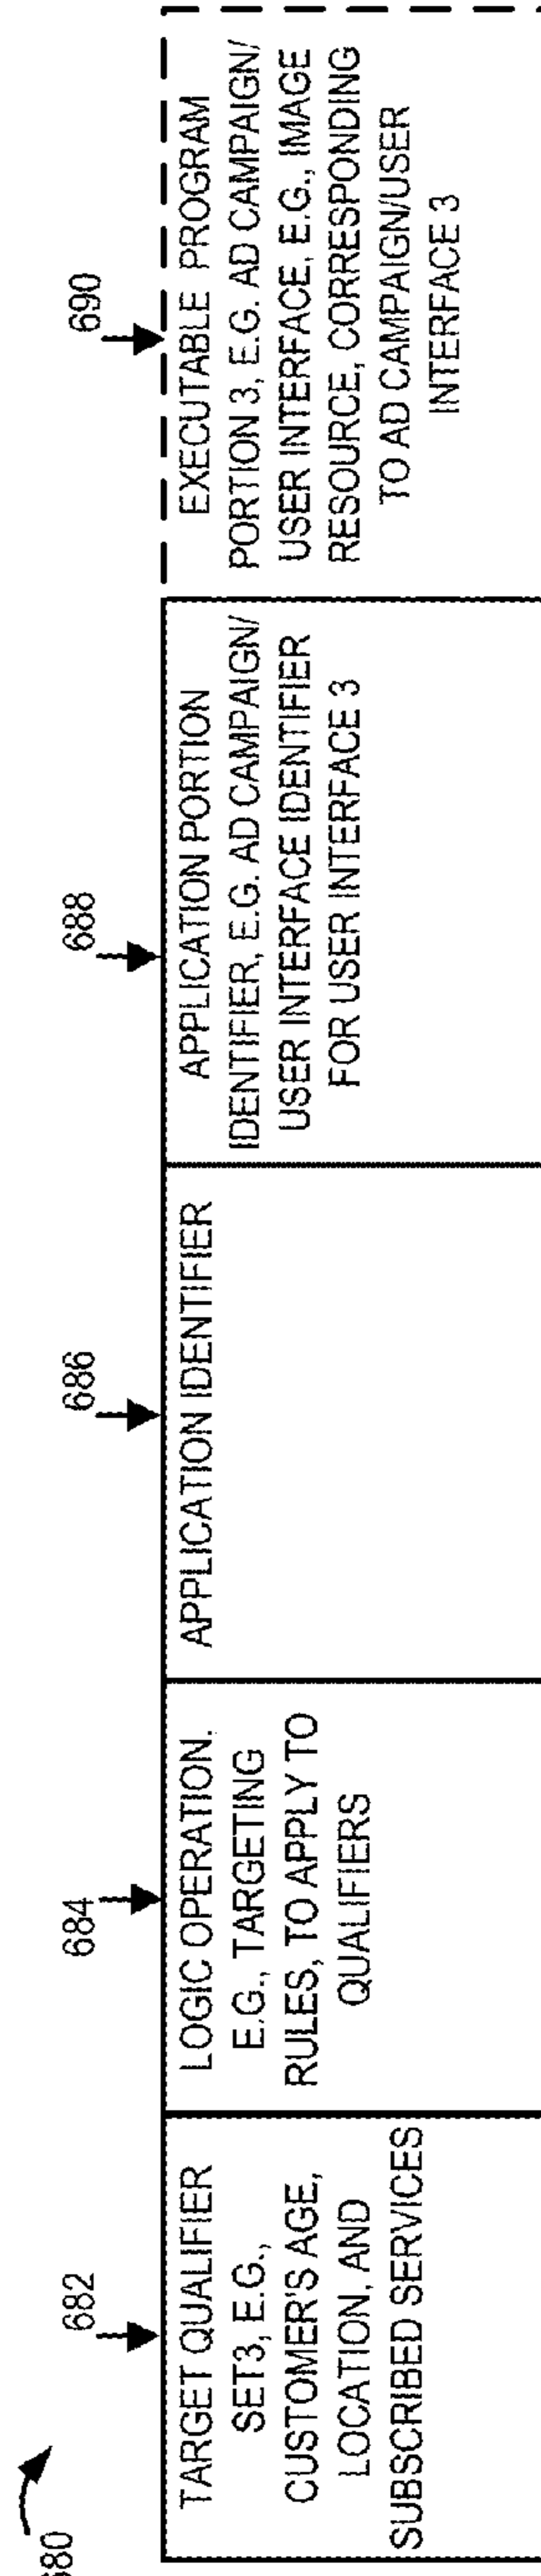 680
682
TARGET QUALIFIER
SET3, E.G.,
CUSTOMER'S AGE,
LOCATION, AND
SUBSCRIBED SERVICES
684
LOGIC OPERATION.
E.G., TARGETING
RULES, TO APPLY TO
QUALIFIERS
686
APPLICATION IDENTIFIER
688
APPLICATION PORTION
IDENTIFIER, E.G. AD CAMPAIGN/
USER INTERFACE IDENTIFIER
FOR USER INTERFACE 3
690
EXECUTABLE PROGRAM
PORTION 3, E.G. AD CAMPAIGN/
USER INTERFACE, E.G., IMAGE
RESOURCE, CORRESPONDING
TO AD CAMPAIGN/USER
INTERFACE 3